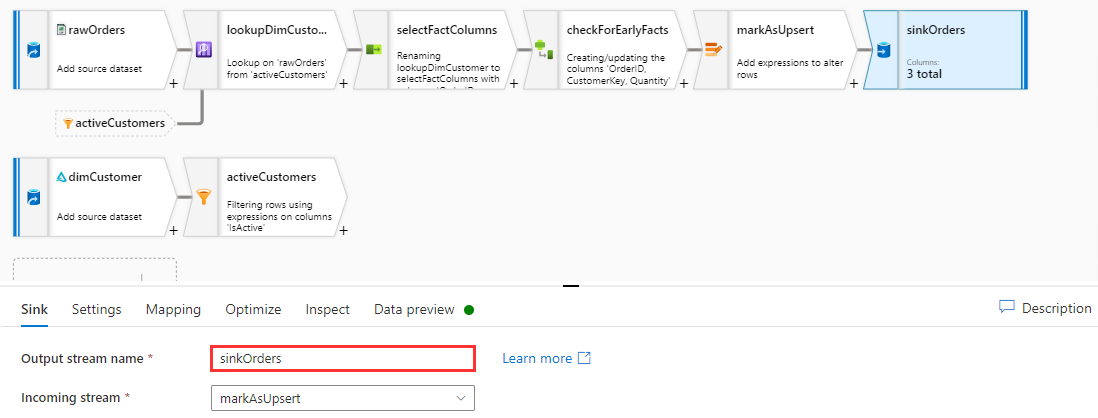 rawOrders
Add source dataset
+
lookupDimCusto...
Lookup on 'rawOrders'
from 'activeCustomers'
+
selectFactColumns
Renaming
lookupDimCustomer to
selectFactColumns with
+
checkForEarlyFacts
Creating/updating the
columns 'OrderID,
CustomerKey, Quantity'
+
markAsUpsert
Add expressions to alter
rows
+
sinkOrders
Columns:
3 total
activeCustomers
dimCustomer
Add source dataset
+
activeCustomers
Filtering rows using
expressions on columns
'IsActive'
+
Sink Settings Mapping Optimize Inspect Data preview Description
Output stream name * sinkOrders Learn more
Incoming stream * markAsUpsert